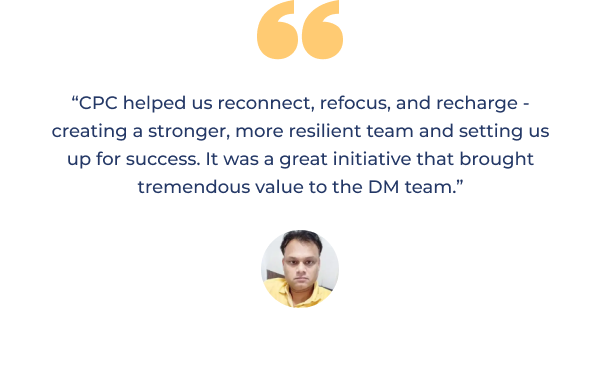 “CPC helped us reconnect, refocus, and recharge -
creating a stronger, more resilient team and setting us
up for success. It was a great initiative that brought
tremendous value to the DM team.”